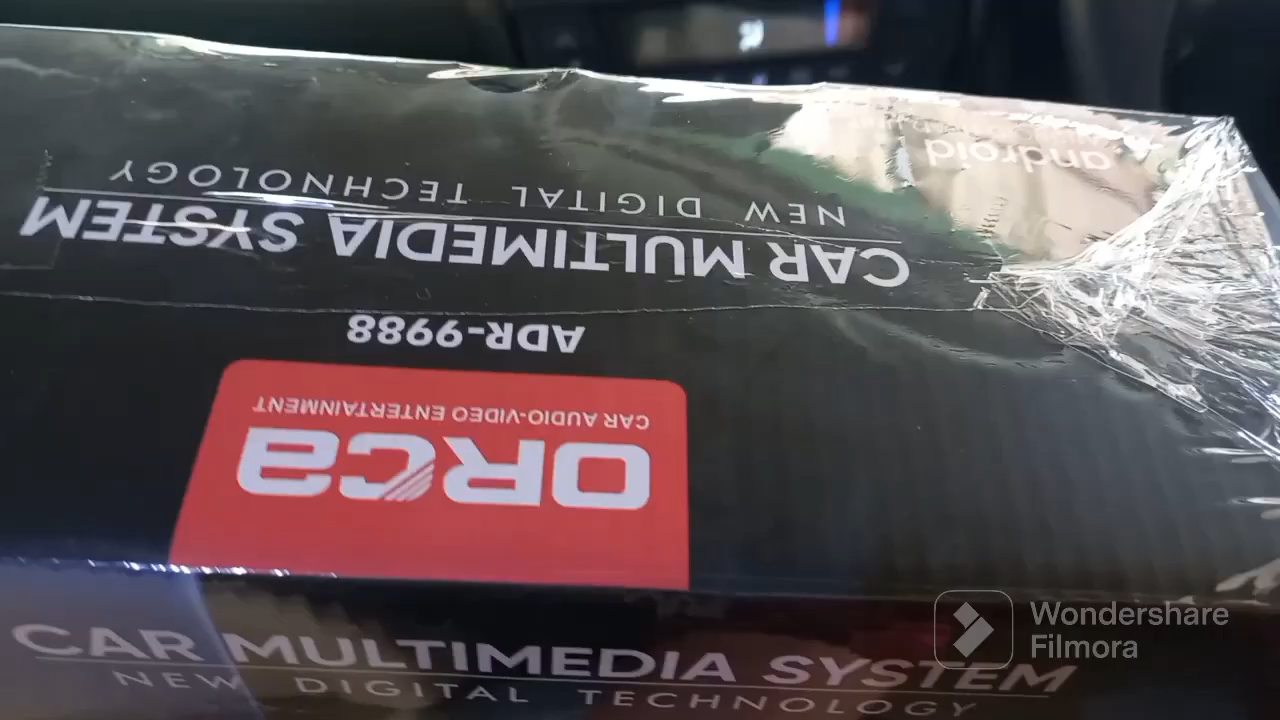 android
NEW DIGITAL TECHNOLOGY
CAR MULTIMEDIA SYSTEM
ADR-9988
CAR AUDIO-VIDEO ENTERTAINMENT
ORCa
CAR MULTIMEDIA SYSTEM
NEW DIGITAL TECHNOLOGY
Wondershare
Filmora